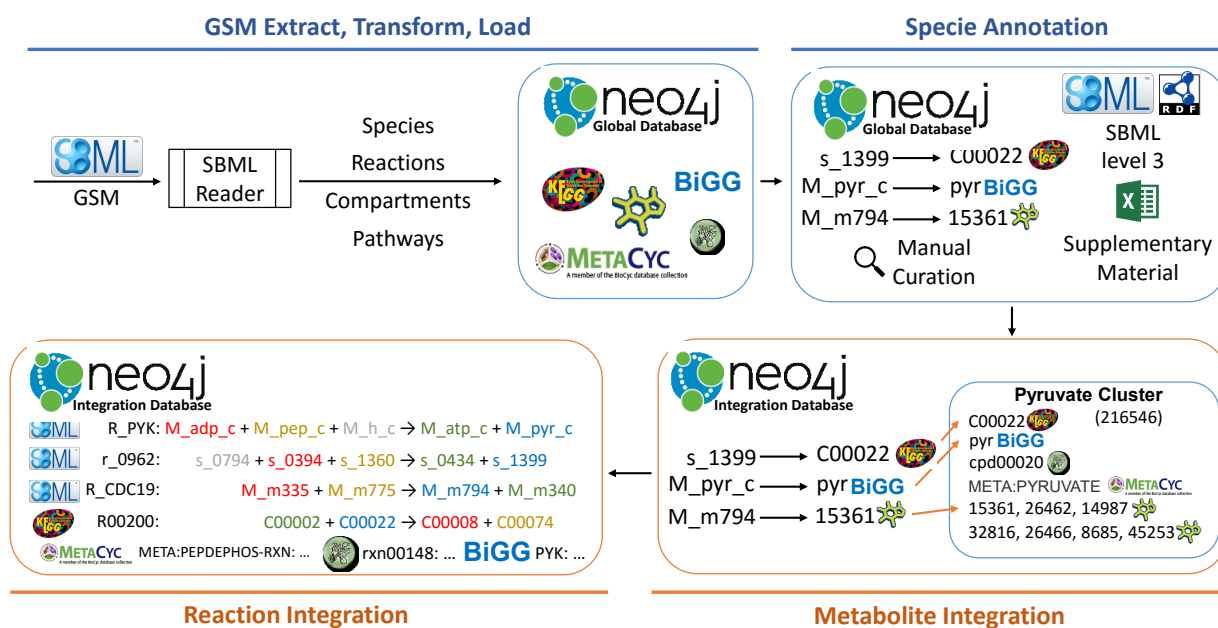 GSM Extract, Transform, Load
Specie Annotation
SBML
GSM
SBML
Reader
Species
Reactions
Compartments
Pathways
neo4j
Global Database
KEGG
BiGG
METACYC
A member of the BioCyc database collection
neo4j
Global Database
s_1399 → C00022 KEGG
M_pyr_c → pyr BiGG
M_m794 → 15361
Manual
Curation
SBML
RDF
SBML
level 3
X
Supplementary
Material
neo4j
Integration Database
SBML R_PYK: M_adp_c + M_pep_c + M_h_c → M_atp_c + M_pyr_c
SBML r_0962: s_0794 + s_0394 + s_1360 → s_0434 + s_1399
SBML R_CDC19: M_m335 + M_m775 → M_m794 + M_m340
KEGG R00200: C00002 + C00022 → C00008 + C00074
METACYC META:PEPDEPHOS-RXN: ... rxn00148: ... BiGG PYK: ...
neo4j
Integration Database
s_1399 → C00022 KEGG
M_pyr_c → pyr BiGG
M_m794 → 15361
Pyruvate Cluster
(216546)
C00022 KEGG
pyr BiGG
cpd00020
META:PYRUVATE METACYC
15361, 26462, 14987
32816, 26466, 8685, 45253
Reaction Integration
Metabolite Integration